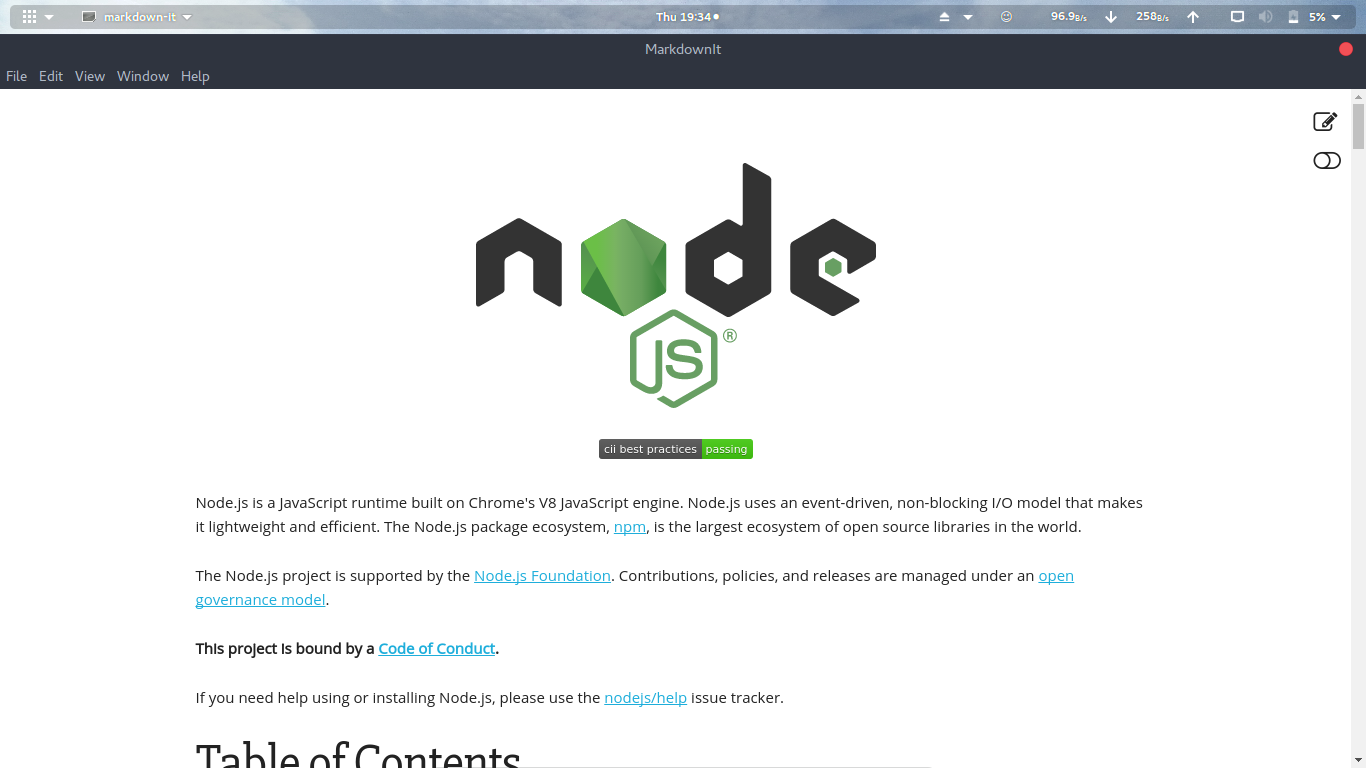 markdown-it
Thu 19:34
96.9B/s
258B/s
5%
MarkdownIt
File Edit View Window Help
node
JS ®
cii best practices passing
Node.js is a JavaScript runtime built on Chrome's V8 JavaScript engine. Node.js uses an event-driven, non-blocking I/O model that makes
it lightweight and efficient. The Node.js package ecosystem, npm, is the largest ecosystem of open source libraries in the world.
The Node.js project is supported by the Node.js Foundation. Contributions, policies, and releases are managed under an open
governance model.
This project is bound by a Code of Conduct.
If you need help using or installing Node.js, please use the nodejs/help issue tracker.
Table of Contents